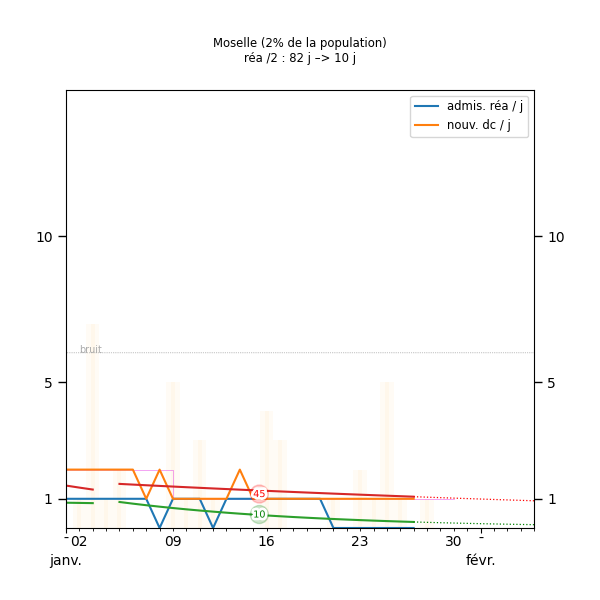 Moselle (2% de la population)
réa /2 : 82 j –> 10 j
admis. réa / j
nouv. dc / j
10
10
bruit
5
5
45
10
1
1
02
09
16
23
30
janv.
févr.